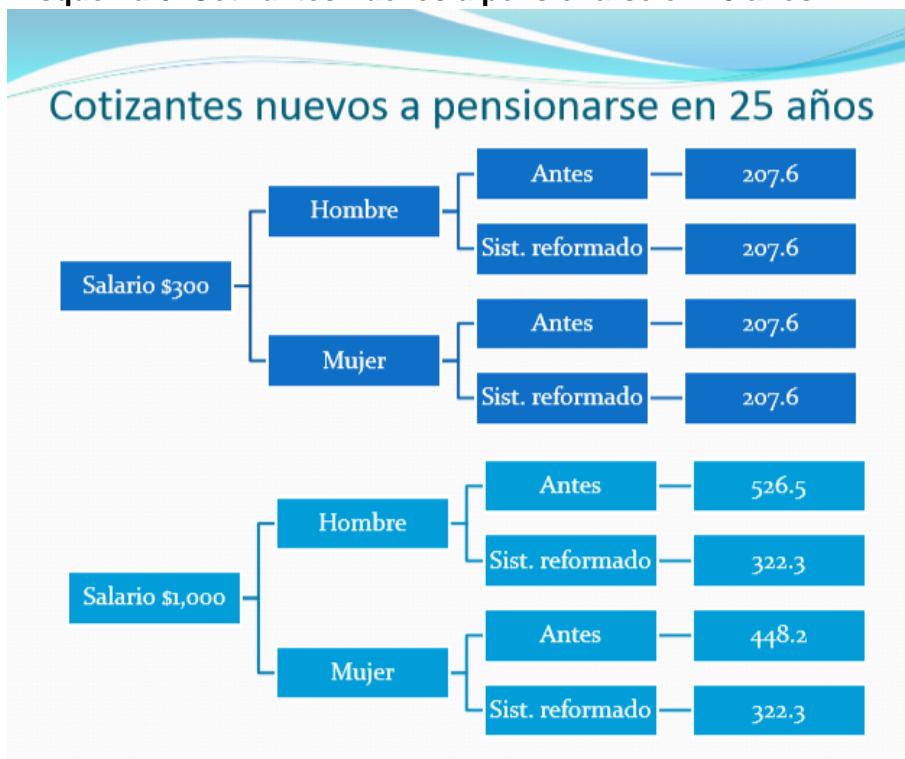 Cotizantes nuevos a pensionarse en 25 años
Salario $300
Hombre
Antes
207.6
Sist. reformado
207.6
Mujer
Antes
207.6
Sist. reformado
207.6
Salario $1,000
Hombre
Antes
526.5
Sist. reformado
322.3
Mujer
Antes
448.2
Sist. reformado
322.3